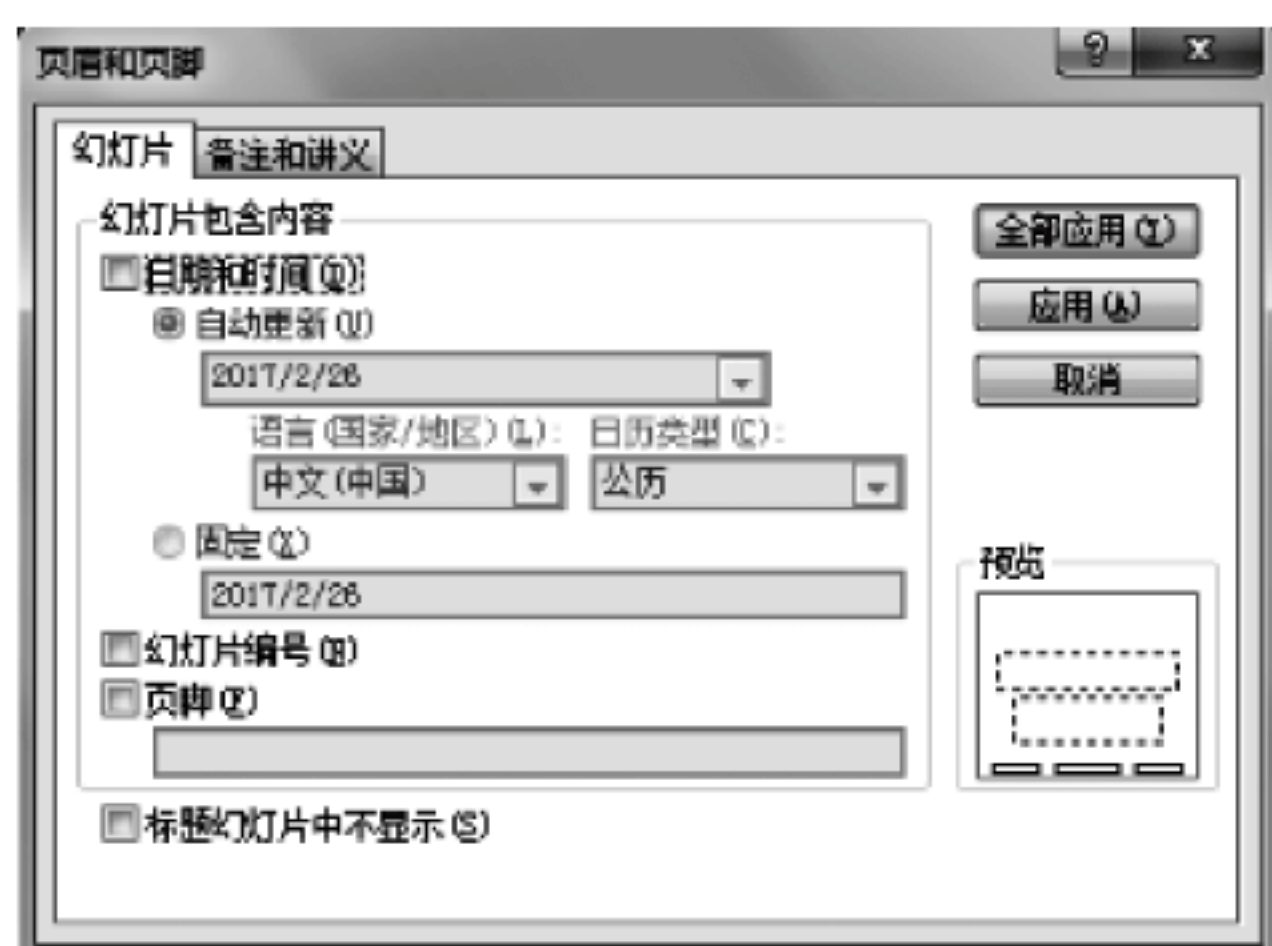 页眉和页脚
幻灯片 备注和讲义
幻灯片包含内容
日期和时间(D)
自动更新(U)
2017/2/26
语言(国家/地区)(L): 日历类型(C):
中文(中国) 公历
固定(X)
2017/2/26
幻灯片编号(N)
页脚(F)
标题幻灯片中不显示(S)
全部应用(Y)
应用(A)
取消
预览